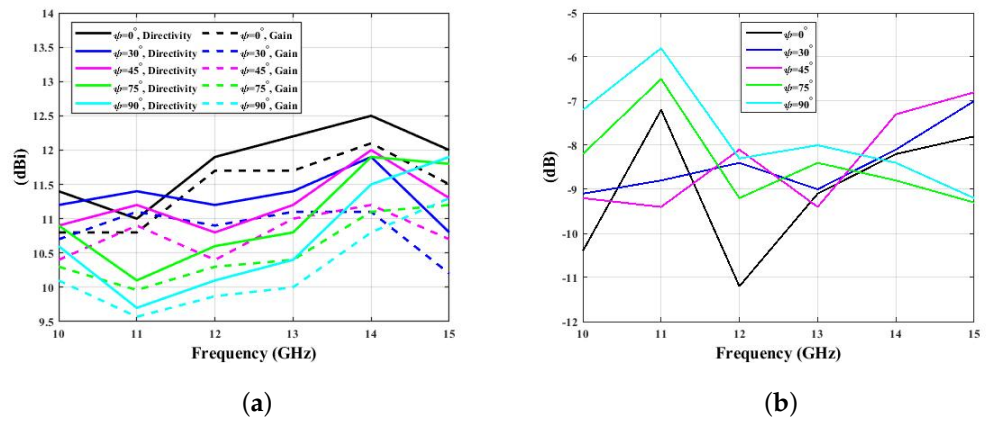 14
13.5
13
12.5
12
11.5
11
10.5
10
9.5
(dBi)
ψ=0°, Directivity
ψ=30°, Directivity
ψ=45°, Directivity
ψ=75°, Directivity
ψ=90°, Directivity
ψ=0°, Gain
ψ=30°, Gain
ψ=45°, Gain
ψ=75°, Gain
ψ=90°, Gain
10 11 12 13 14 15
Frequency (GHz)
(a)
-5
-6
-7
-8
-9
-10
-11
-12
(dB)
ψ=0°
ψ=30°
ψ=45°
ψ=75°
ψ=90°
10 11 12 13 14 15
Frequency (GHz)
(b)